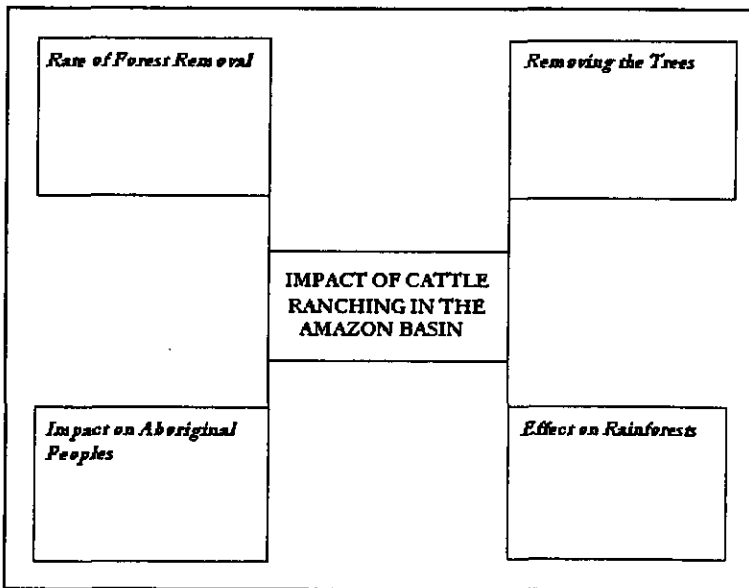 Rate of Forest Removal
Removing the Trees
IMPACT OF CATTLE
RANCHING IN THE
AMAZON BASIN
Impact on Aboriginal
Peoples
Effect on Rainforests